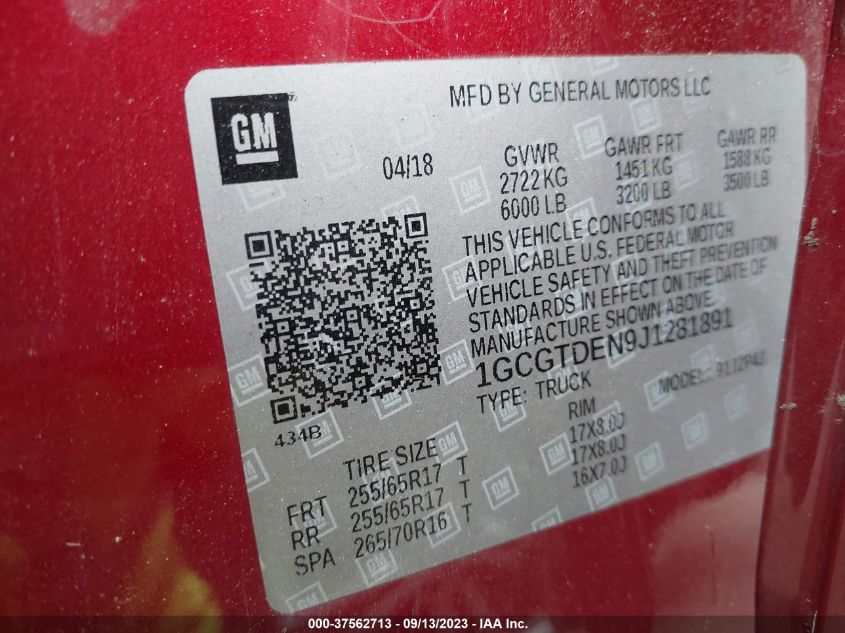 MFD BY GENERAL MOTORS LLC
GM
04/18
GVWR GAWR FRT GAWR RR
2722 KG 1451 KG 1588 KG
6000 LB 3200 LB 3500 LB
THIS VEHICLE CONFORMS TO ALL
APPLICABLE U.S. FEDERAL MOTOR
VEHICLE SAFETY AND THEFT PREVENTION
STANDARDS IN EFFECT ON THE DATE OF
MANUFACTURE SHOWN ABOVE.
1GCGTDEN9J1281891
TYPE: TRUCK MODEL:
434B
TIRE SIZE RIM
FRT 255/65R17 T 17X8.0J
RR 255/65R17 T 17X8.0J
SPA 265/70R16 T 16X7.0J
000-37562713 - 09/13/2023 - IAA Inc.